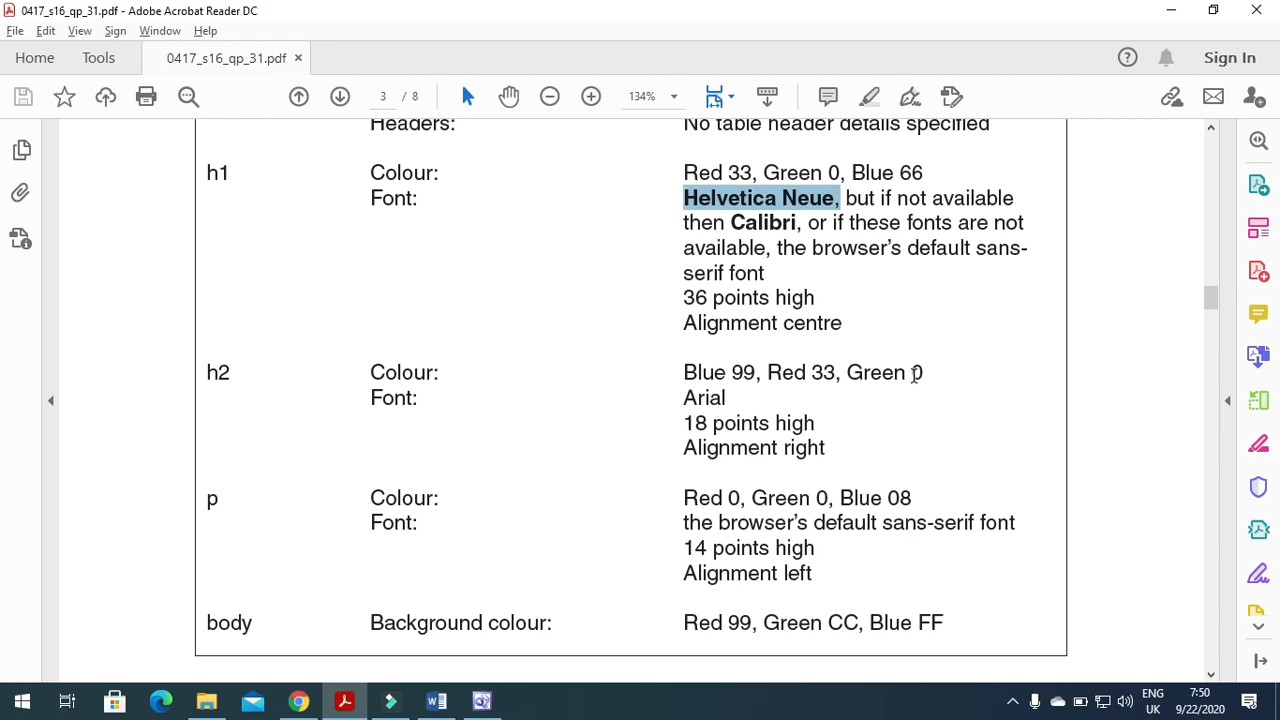 0417_s16_qp_31.pdf - Adobe Acrobat Reader DC
File Edit View Sign Window Help
Home Tools 0417_s16_qp_31.pdf × Sign In
3 / 8 134%
Headers: No table header details specified
h1 Colour: Red 33, Green 0, Blue 66
Font: Helvetica Neue, but if not available
then Calibri, or if these fonts are not
available, the browser's default sans-
serif font
36 points high
Alignment centre
h2 Colour: Blue 99, Red 33, Green 0
Font: Arial
18 points high
Alignment right
p Colour: Red 0, Green 0, Blue 08
Font: the browser's default sans-serif font
14 points high
Alignment left
body Background colour: Red 99, Green CC, Blue FF
ENG 7:50
UK 9/22/2020